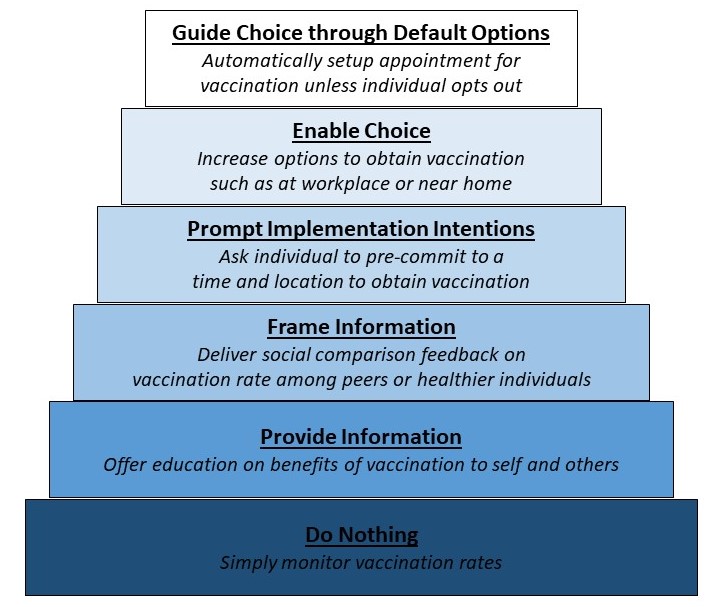 Guide Choice through Default Options
Automatically setup appointment for
vaccination unless individual opts out
Enable Choice
Increase options to obtain vaccination
such as at workplace or near home
Prompt Implementation Intentions
Ask individual to pre-commit to a
time and location to obtain vaccination
Frame Information
Deliver social comparison feedback on
vaccination rate among peers or healthier individuals
Provide Information
Offer education on benefits of vaccination to self and others
Do Nothing
Simply monitor vaccination rates